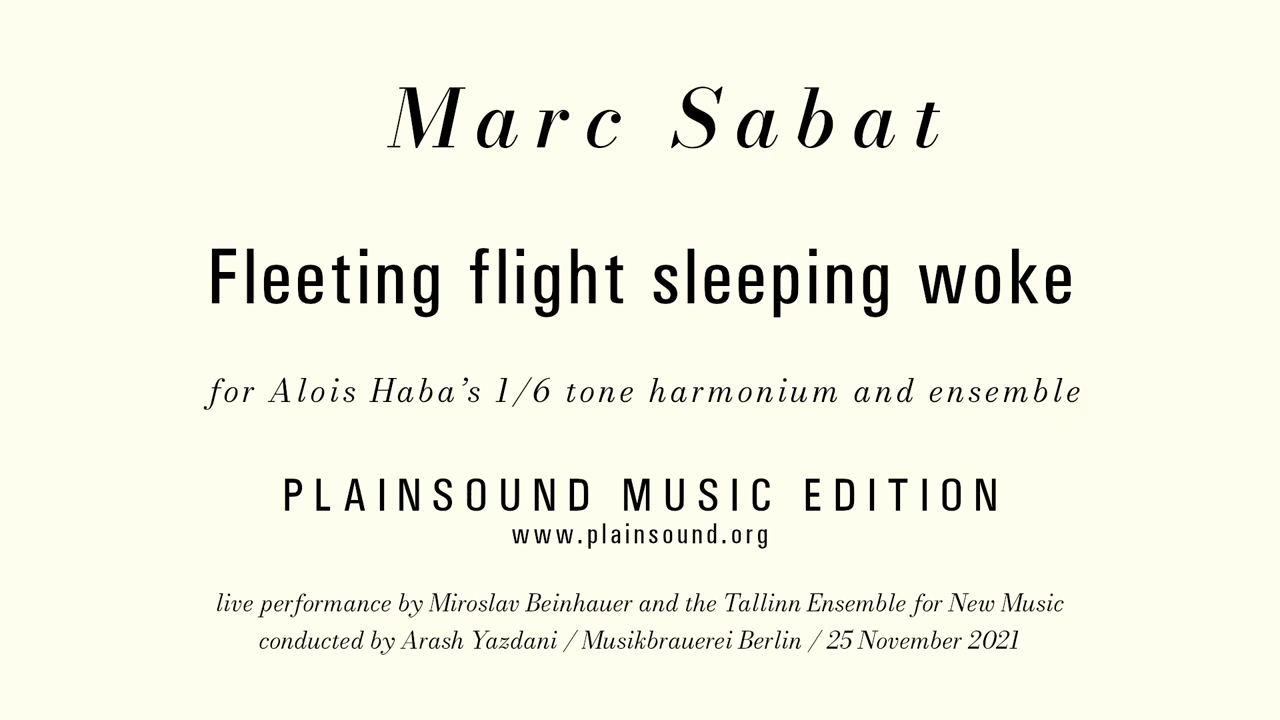 Marc Sabat
Fleeting flight sleeping woke
for Alois Haba’s 1/6 tone harmonium and ensemble
PLAINSOUND MUSIC EDITION
www.plainsound.org
live performance by Miroslav Beinhauer and the Tallinn Ensemble for New Music
conducted by Arash Yazdani / Musikbrauerei Berlin / 25 November 2021